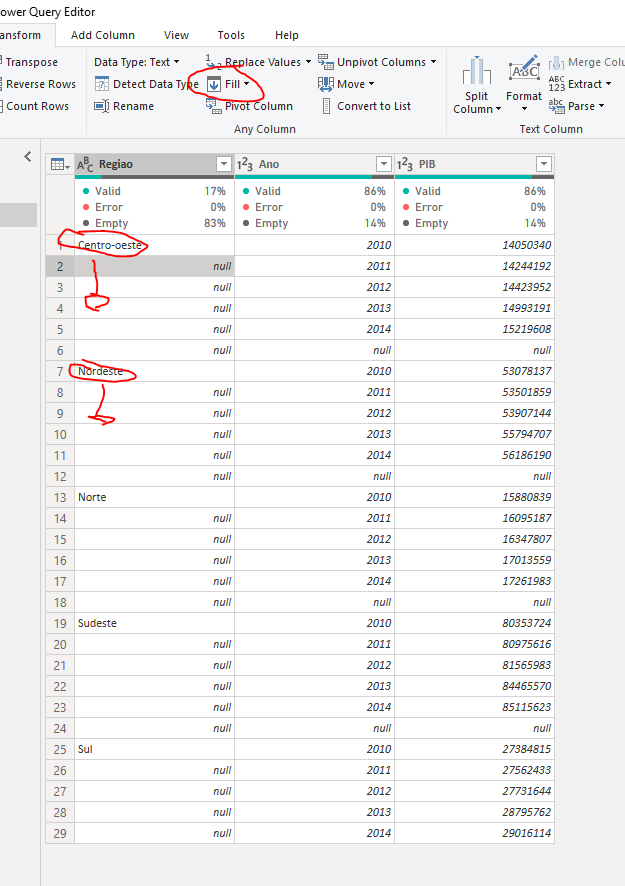 ower Query Editor
ansform Add Column View Tools Help
Transpose Data Type: Text 1 2 Replace Values Unpivot Columns Merge Colu
Reverse Rows Detect Data Type Fill Move Split Column Format ABC 123 Extract
Count Rows Rename Pivot Column Convert to List abc Parse
Any Column Text Column
ABC Regiao 123 Ano 123 PIB
Valid 17% Valid 86% Valid 86%
Error 0% Error 0% Error 0%
Empty 83% Empty 14% Empty 14%
1 Centro-oeste 2010 14050340
2 null 2011 14244192
3 null 2012 14423952
4 null 2013 14993191
5 null 2014 15219608
6 null null null
7 Nordeste 2010 53078137
8 null 2011 53501859
9 null 2012 53907144
10 null 2013 55794707
11 null 2014 56186190
12 null null null
13 Norte 2010 15880839
14 null 2011 16095187
15 null 2012 16347807
16 null 2013 17013559
17 null 2014 17261983
18 null null null
19 Sudeste 2010 80353724
20 null 2011 80975616
21 null 2012 81565983
22 null 2013 84465570
23 null 2014 85115623
24 null null null
25 Sul 2010 27384815
26 null 2011 27562433
27 null 2012 27731644
28 null 2013 28795762
29 null 2014 29016114